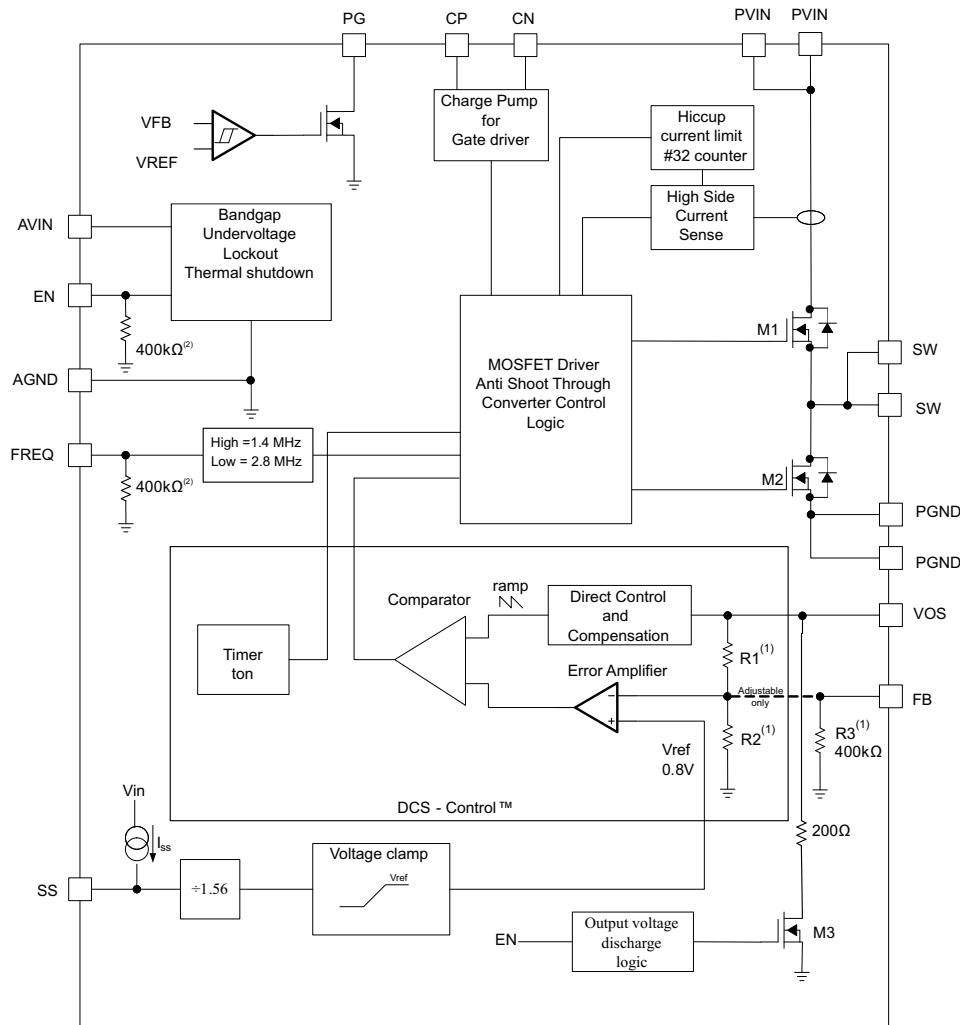 PG
CP
CN
PVIN
PVIN
Charge Pump
for
Gate driver
Hiccup
current limit
#32 counter
VFB
VREF
High Side
Current
Sense
AVIN
Bandgap
Undervoltage
Lockout
Thermal shutdown
EN
400kΩ(2)
M1
SW
AGND
MOSFET Driver
Anti Shoot Through
Converter Control
Logic
SW
FREQ
High =1.4 MHz
Low = 2.8 MHz
400kΩ(2)
M2
PGND
PGND
ramp
Comparator
Direct Control
and
Compensation
VOS
Timer
ton
R1(1)
Error Amplifier
−
+
Adjustable
only
FB
R2(1)
R3(1)
400kΩ
Vref
0.8V
DCS - Control™
Vin
Iss
200Ω
Voltage clamp
Vref
SS
÷1.56
EN
Output voltage
discharge
logic
M3